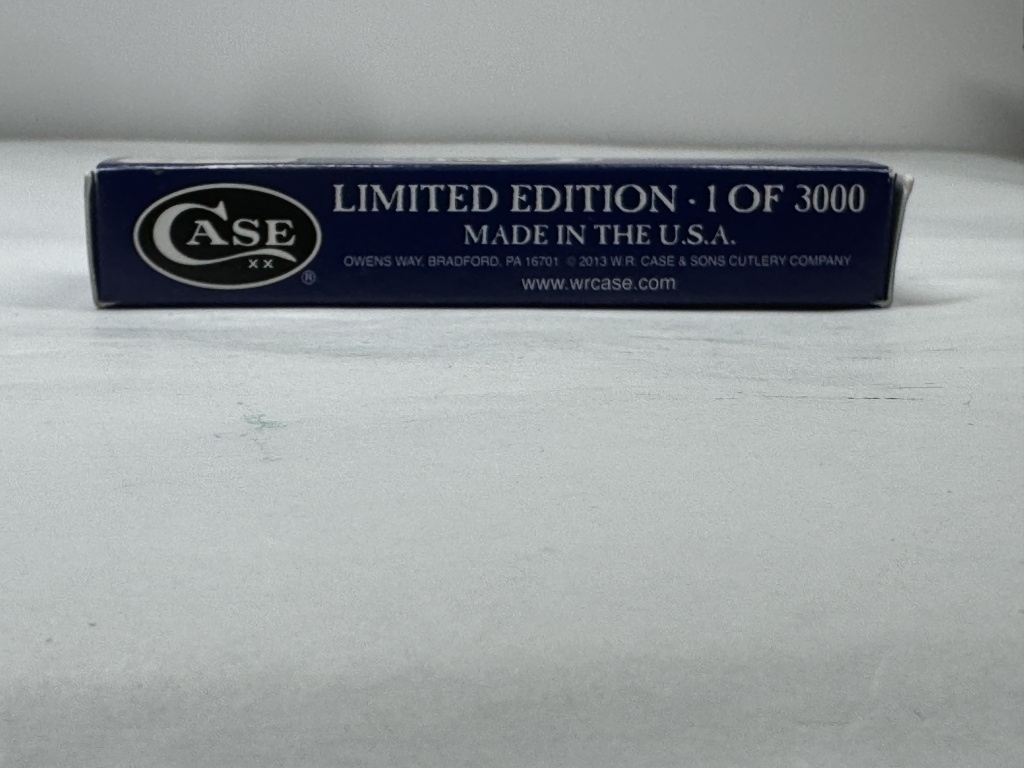 CASE
XX
®
LIMITED EDITION · 1 OF 3000
MADE IN THE U.S.A.
OWENS WAY, BRADFORD, PA 16701 © 2013 W.R. CASE & SONS CUTLERY COMPANY
www.wrcase.com